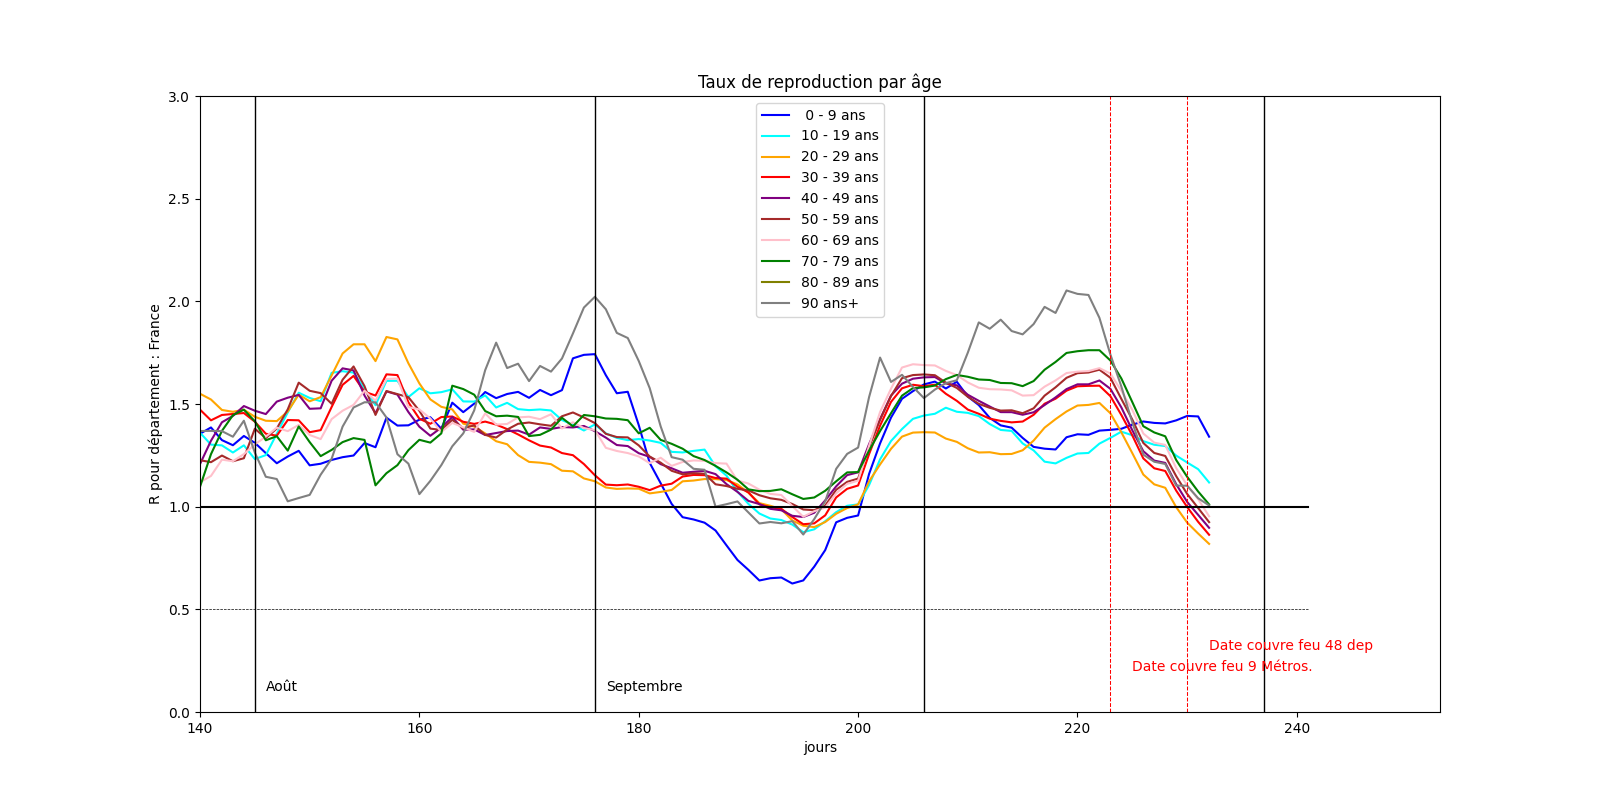 Taux de reproduction par âge
R pour département : France
3.0
2.5
2.0
1.5
1.0
0.5
0.0
0 - 9 ans
10 - 19 ans
20 - 29 ans
30 - 39 ans
40 - 49 ans
50 - 59 ans
60 - 69 ans
70 - 79 ans
80 - 89 ans
90 ans+
Date couvre feu 48 dep
Date couvre feu 9 Métros.
Août
Septembre
140
160
180
200
220
240
jours